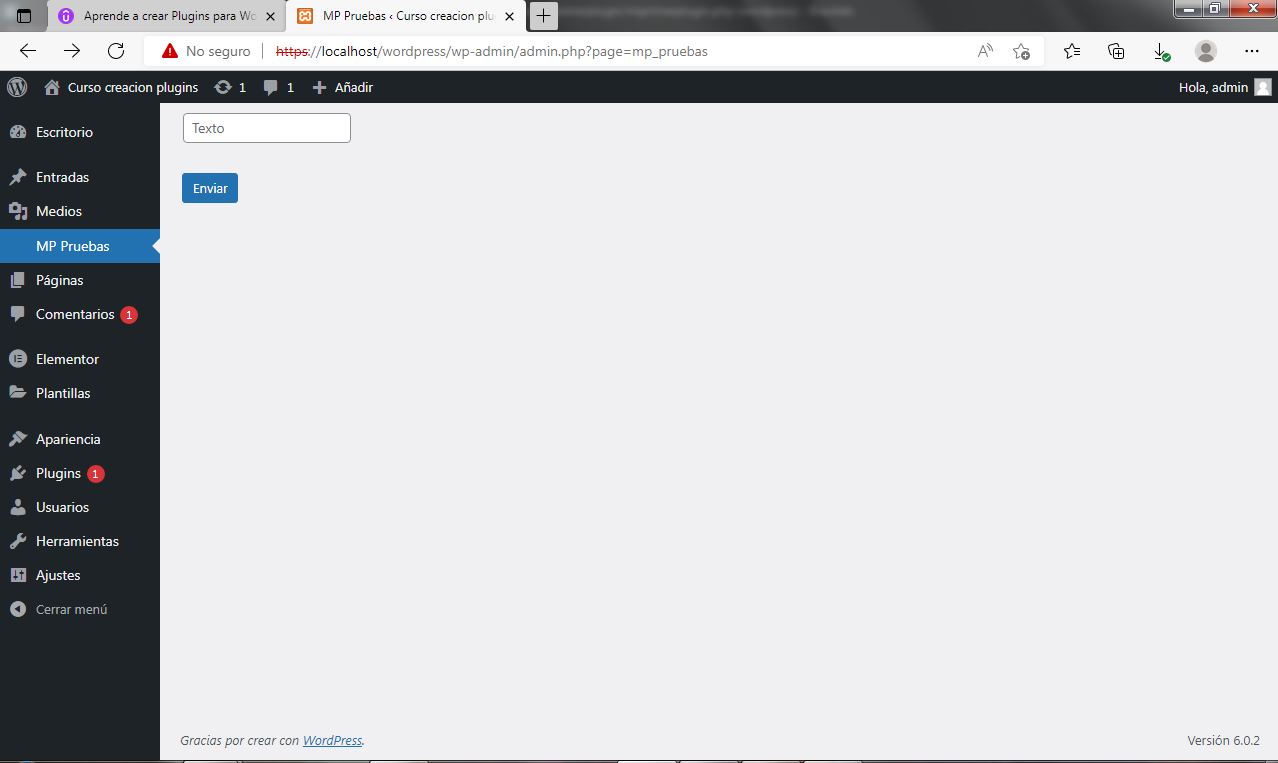 Aprende a crear Plugins para Wo
MP Pruebas ‹ Curso creacion plu
No seguro
https://localhost/wordpress/wp-admin/admin.php?page=mp_pruebas
Curso creacion plugins
1
1
Añadir
Hola, admin
Escritorio
Entradas
Medios
MP Pruebas
Páginas
Comentarios 1
Elementor
Plantillas
Apariencia
Plugins 1
Usuarios
Herramientas
Ajustes
Cerrar menú
Texto
Enviar
Gracias por crear con WordPress.
Versión 6.0.2